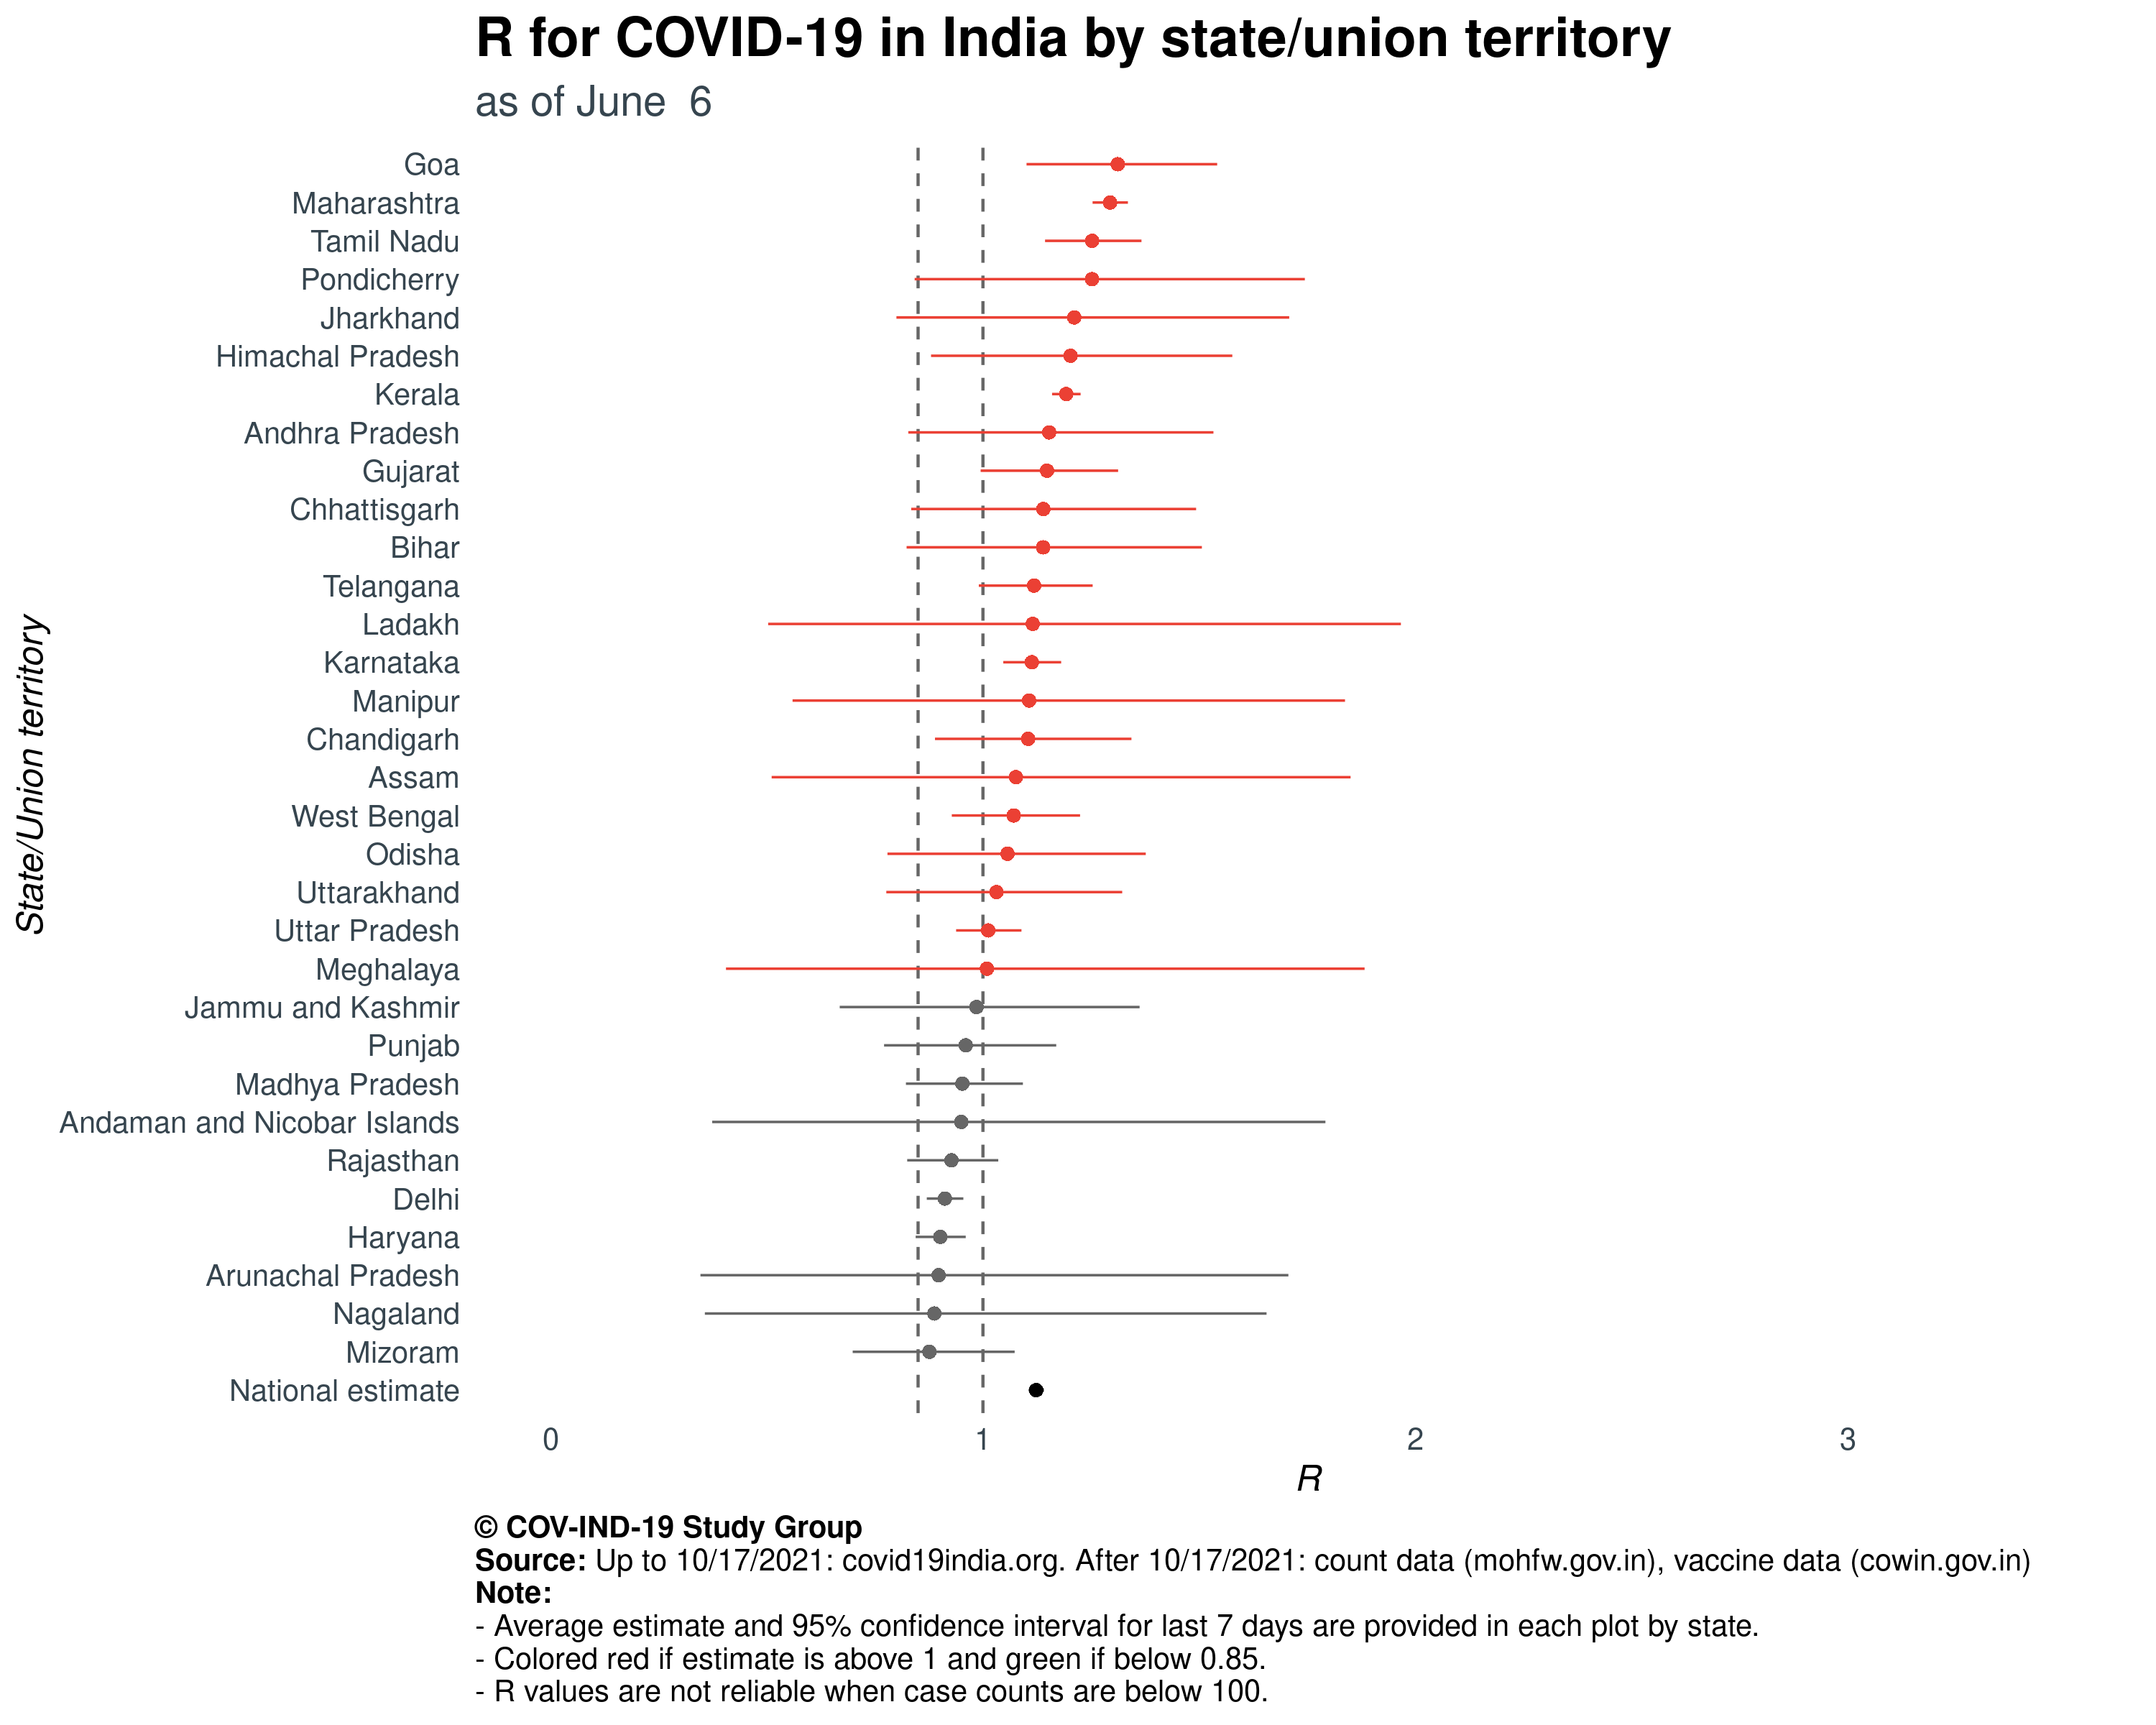 R for COVID-19 in India by state/union territory
as of June  6
Goa
Maharashtra
Tamil Nadu
Pondicherry
Jharkhand
Himachal Pradesh
Kerala
Andhra Pradesh
Gujarat
Chhattisgarh
Bihar
Telangana
Ladakh
Karnataka
Manipur
Chandigarh
Assam
West Bengal
Odisha
Uttarakhand
Uttar Pradesh
Meghalaya
Jammu and Kashmir
Punjab
Madhya Pradesh
Andaman and Nicobar Islands
Rajasthan
Delhi
Haryana
Arunachal Pradesh
Nagaland
Mizoram
National estimate
State/Union territory
0 1 2 3
R
© COV-IND-19 Study Group
Source: Up to 10/17/2021: covid19india.org. After 10/17/2021: count data (mohfw.gov.in), vaccine data (cowin.gov.in)
Note:
- Average estimate and 95% confidence interval for last 7 days are provided in each plot by state.
- Colored red if estimate is above 1 and green if below 0.85.
- R values are not reliable when case counts are below 100.